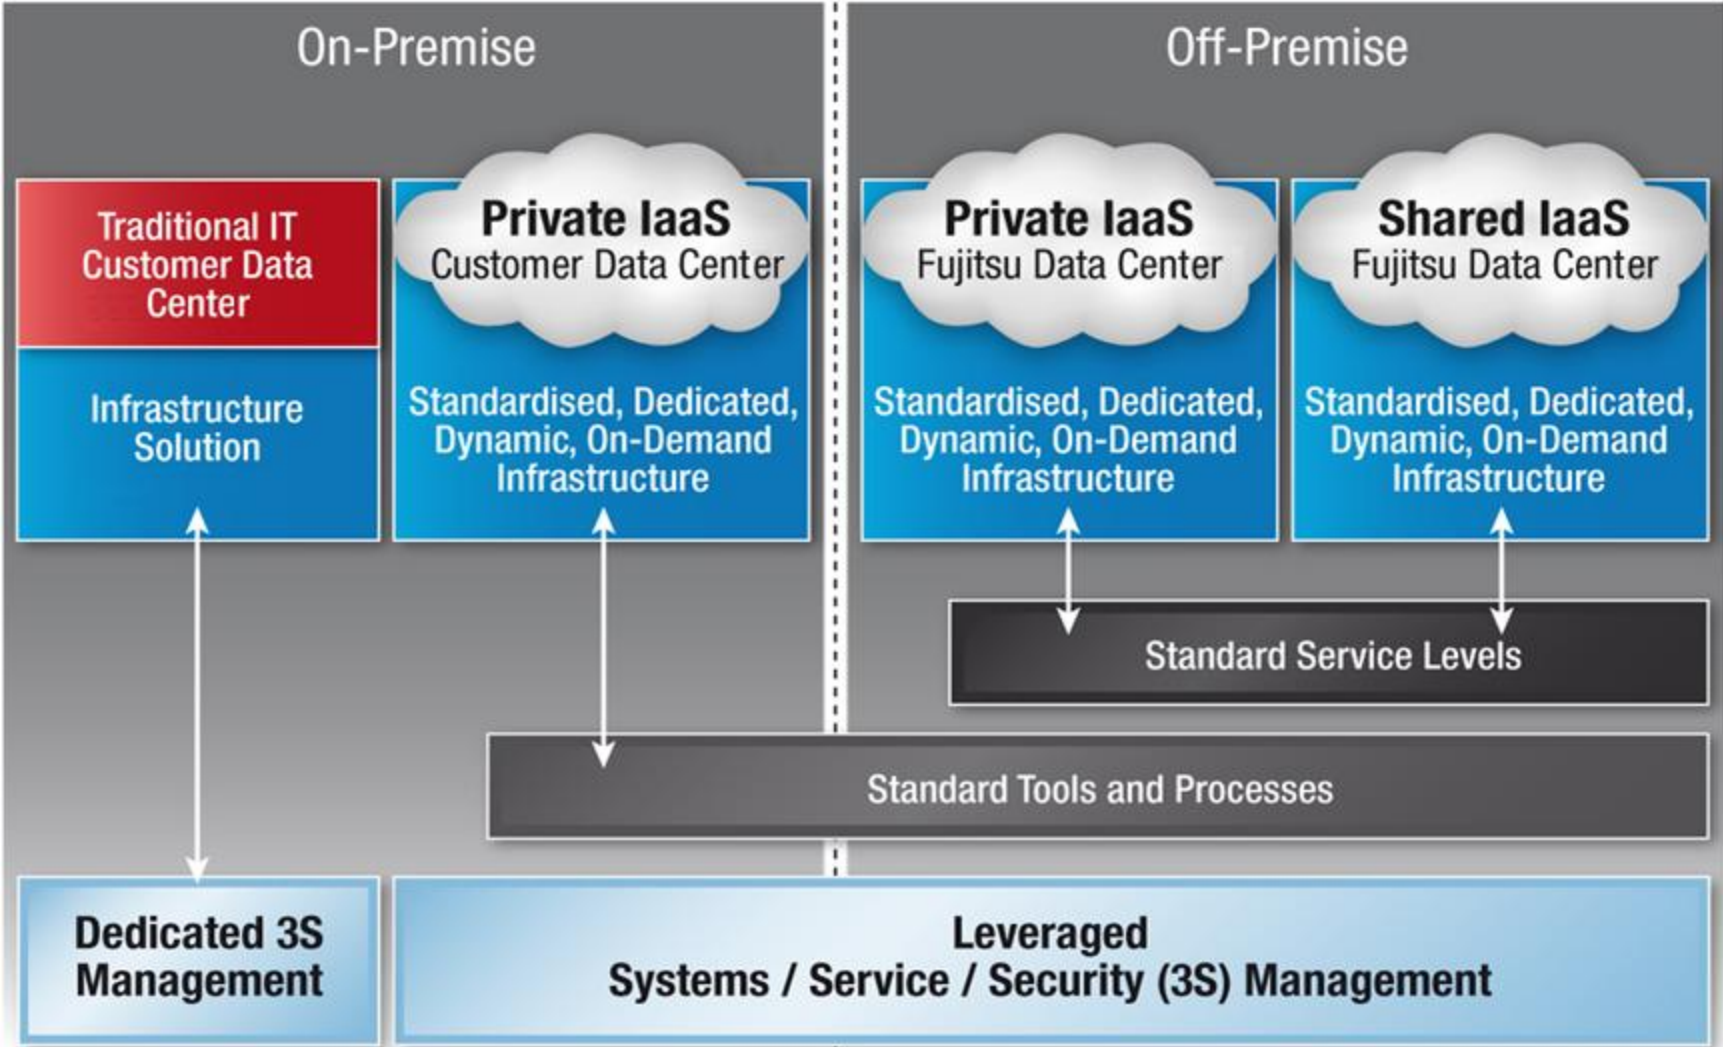 On-Premise
Off-Premise
Traditional IT
Customer Data
Center
Infrastructure
Solution
Private IaaS
Customer Data Center
Standardised, Dedicated,
Dynamic, On-Demand
Infrastructure
Private IaaS
Fujitsu Data Center
Standardised, Dedicated,
Dynamic, On-Demand
Infrastructure
Shared IaaS
Fujitsu Data Center
Standardised, Dedicated,
Dynamic, On-Demand
Infrastructure
Standard Service Levels
Standard Tools and Processes
Dedicated 3S
Management
Leveraged
Systems / Service / Security (3S) Management